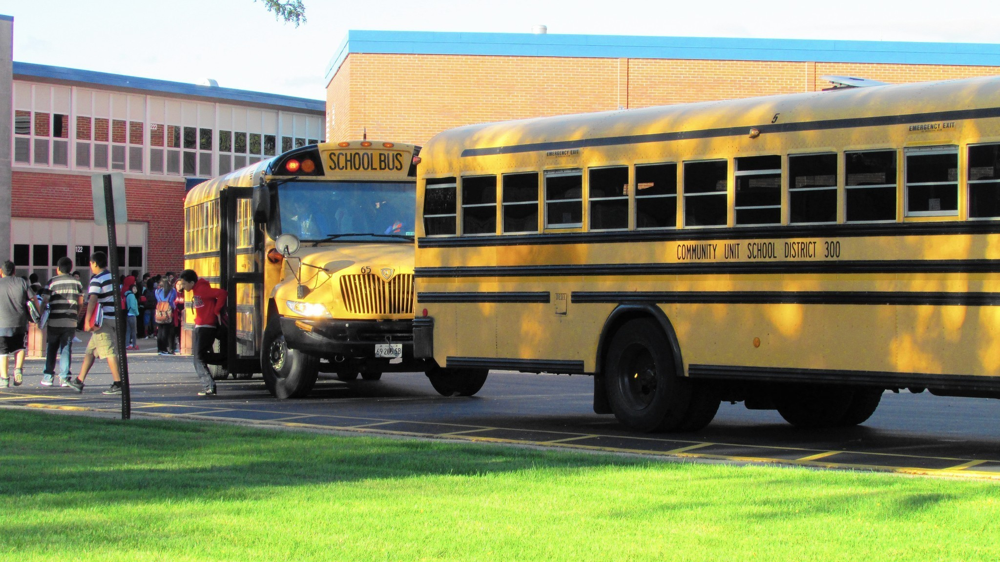 222
122
SCHOOL BUS
65
69 205 SB
5
EMERGENCY EXIT
EMERGENCY EXIT
COMMUNITY UNIT SCHOOL DISTRICT 300
DIESEL